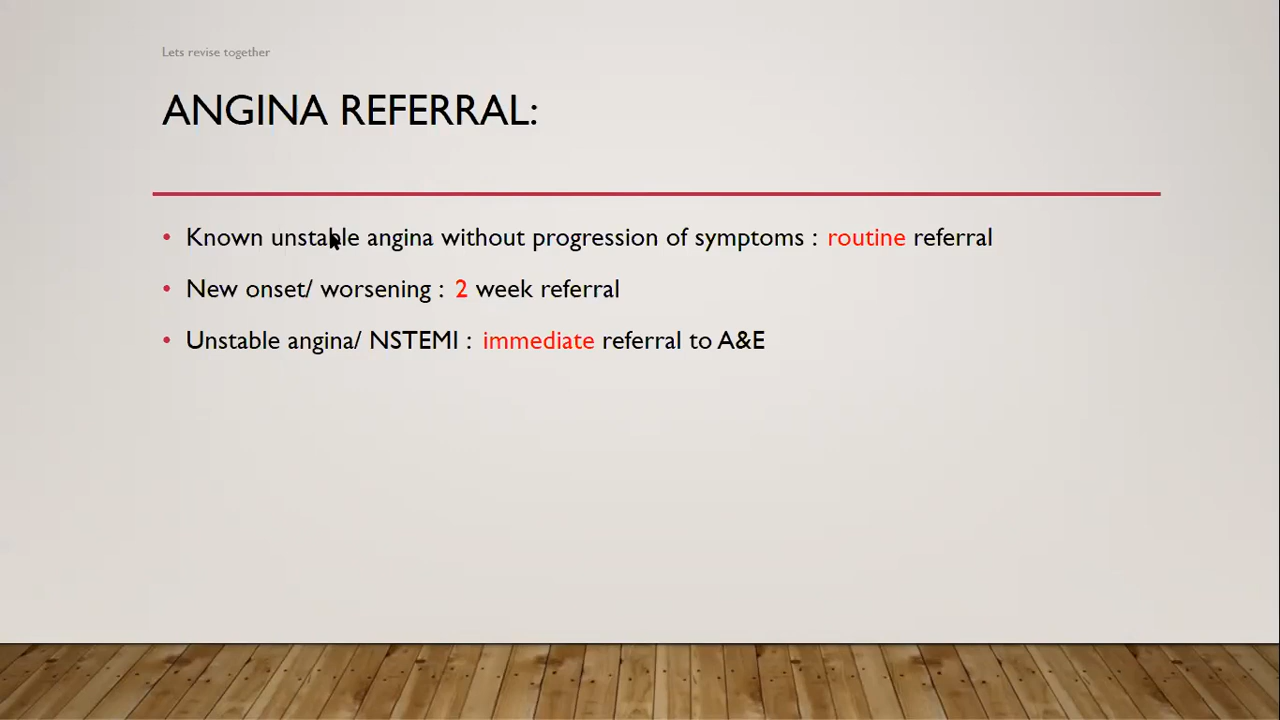 Lets revise together
ANGINA REFERRAL:
• Known unstable angina without progression of symptoms : routine referral
• New onset/ worsening : 2 week referral
• Unstable angina/ NSTEMI : immediate referral to A&E